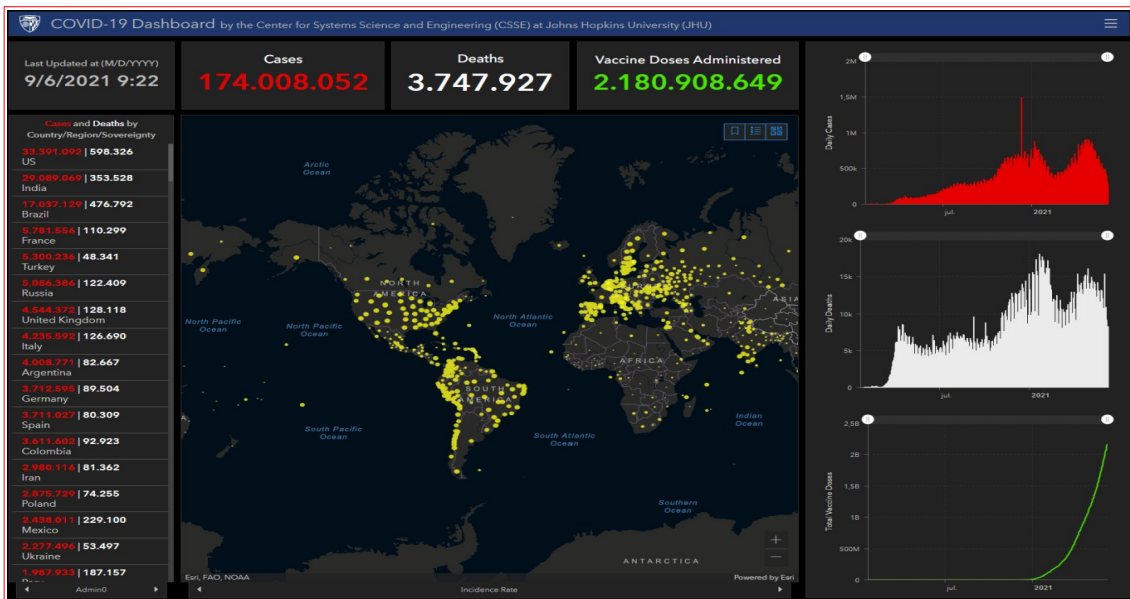 COVID-19 Dashboard by the Center for Systems Science and Engineering (CSSE) at Johns Hopkins University (JHU)
Last Updated at (M/D/YYYY)
9/6/2021 9:22
Cases
174.008.052
Deaths
3.747.927
Vaccine Doses Administered
2.180.908.649
Cases and Deaths by
Country/Region/Sovereignty
33.391.092 | 598.326
US
29.089.069 | 353.528
India
17.037.129 | 476.792
Brazil
5.781.556 | 110.299
France
5.300.236 | 48.341
Turkey
5.086.386 | 122.409
Russia
4.544.372 | 128.118
United Kingdom
4.235.592 | 126.690
Italy
4.008.771 | 82.667
Argentina
3.712.595 | 89.504
Germany
3.711.027 | 80.309
Spain
3.611.602 | 92.923
Colombia
2.980.116 | 81.362
Iran
2.875.729 | 74.255
Poland
2.438.011 | 229.100
Mexico
2.277.496 | 53.497
Ukraine
1.987.933 | 187.157
Admin0
Arctic
Ocean
NORTH
AMERICA
North Pacific
Ocean
North Pacific
Ocean
North Atlantic
Ocean
ASIA
AFRICA
SOUTH
AMERICA
South Pacific
Ocean
South Atlantic
Ocean
Indian
Ocean
Southern
Ocean
ANTARCTICA
Esri, FAO, NOAA
Powered by Esri
Incidence Rate
Daily Cases
2M
1,5M
1M
500k
0
jul.
2021
Daily Deaths
20k
15k
10k
5k
0
jul.
2021
Total Vaccine Doses
2,5B
2B
1,5B
1B
500M
0
jul.
2021